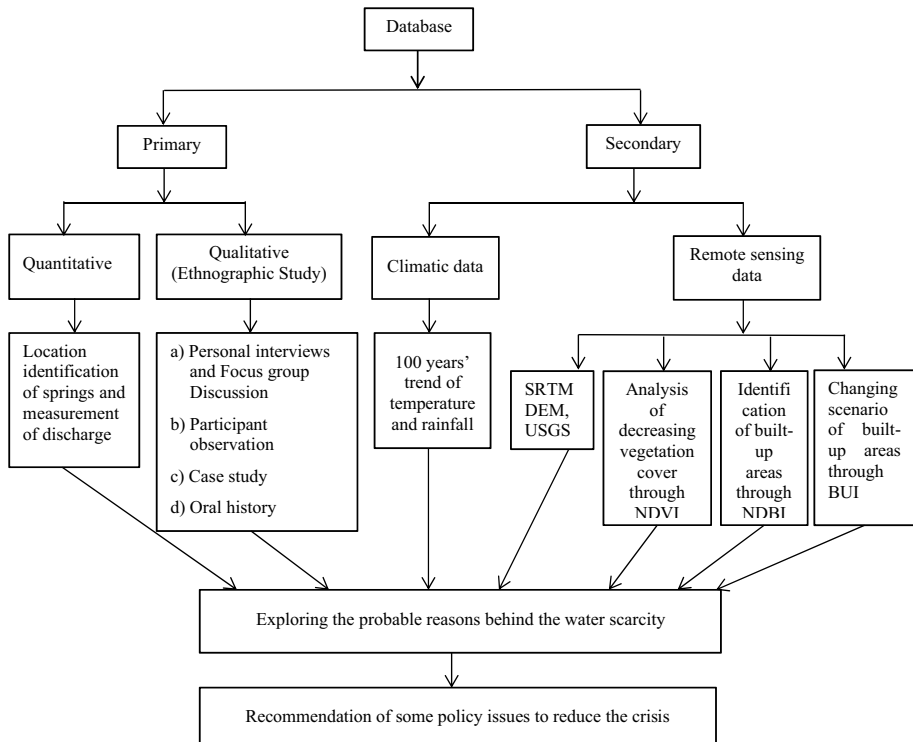 Database
Primary
Secondary
Quantitative
Qualitative
(Ethnographic Study)
Climatic data
Remote sensing
data
Location
identification
of springs and
measurement
of discharge
a) Personal interviews
and Focus group
Discussion
b) Participant
observation
c) Case study
d) Oral history
100 years’
trend of
temperature
and rainfall
SRTM
DEM,
USGS
Analysis
of
decreasing
vegetation
cover
through
NDVI
Identifi
cation
of built-
up
areas
through
NDBI
Changing
scenario
of built-
up areas
through
BUI
Exploring the probable reasons behind the water scarcity
Recommendation of some policy issues to reduce the crisis